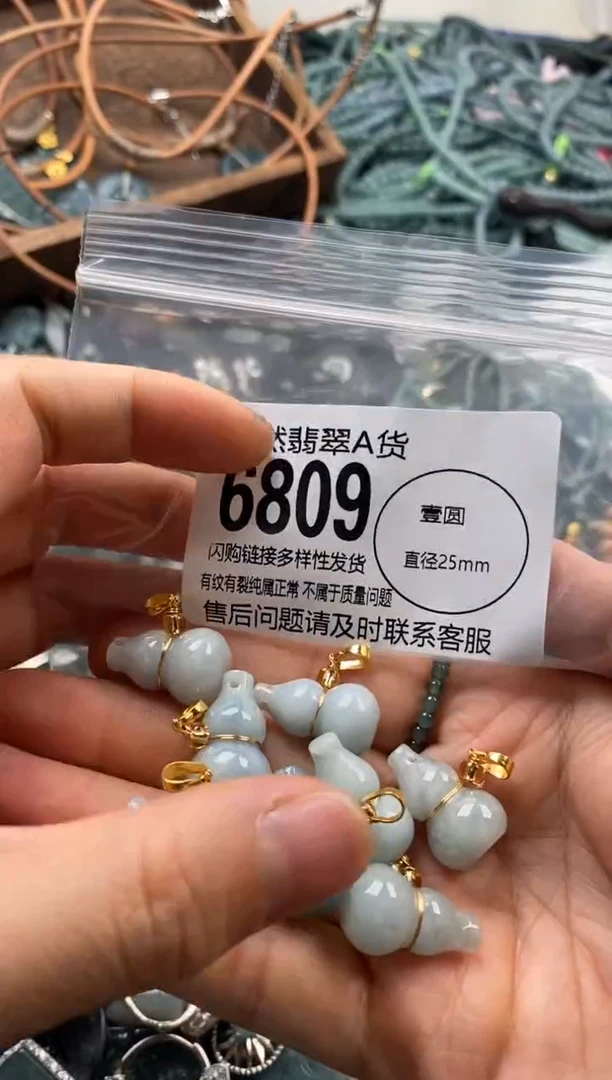 然翡翠A货
6809
壹圆
直径25mm
闪购链接多样性发货
有纹有裂纯属正常 不属于质量问题
售后问题请及时联系客服